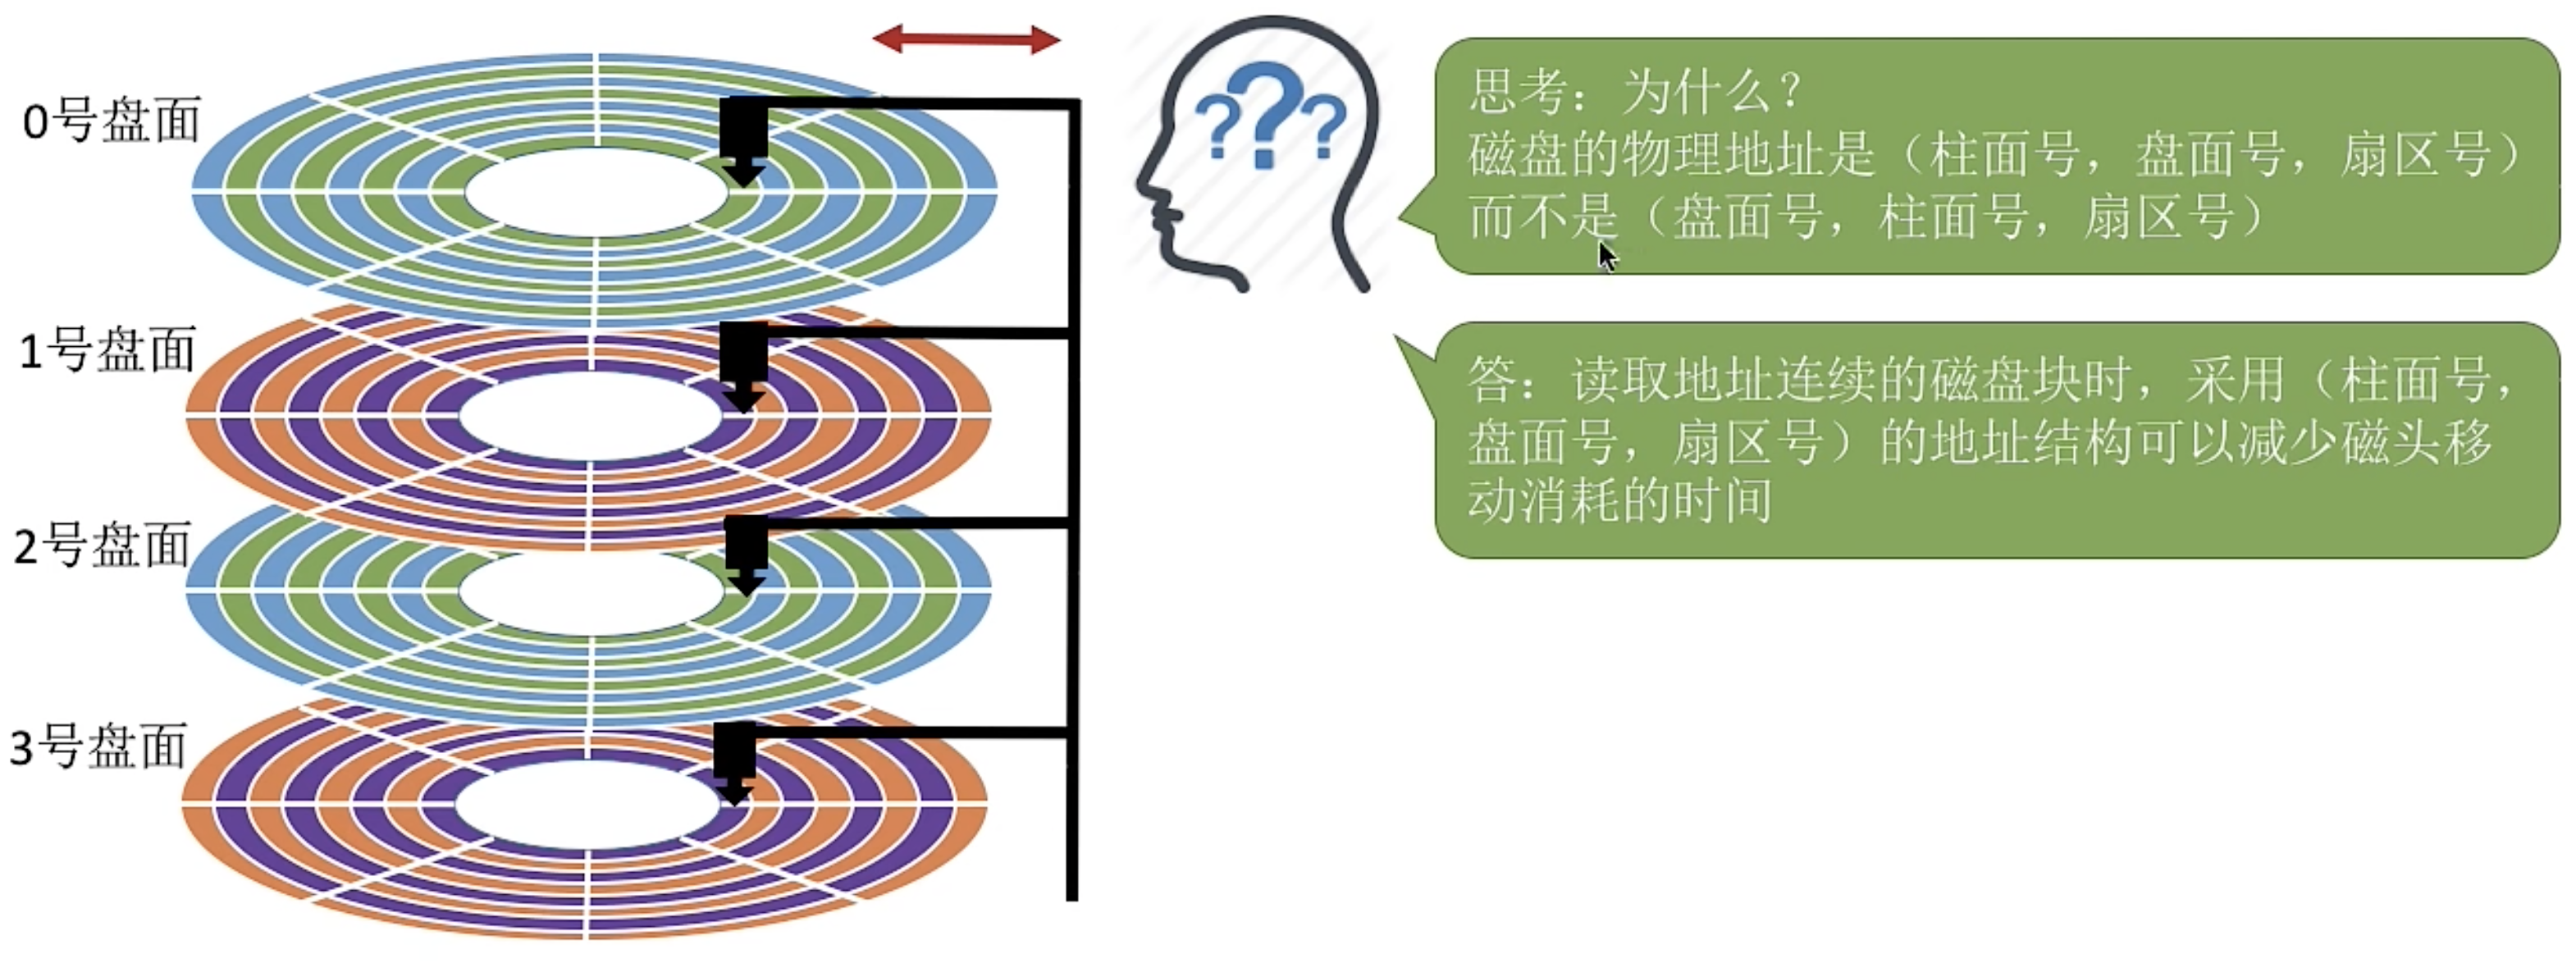 0号盘面
1号盘面
2号盘面
3号盘面
???
思考：为什么？
磁盘的物理地址是（柱面号，盘面号，扇区号）
而不是（盘面号，柱面号，扇区号）
答：读取地址连续的磁盘块时，采用（柱面号，
盘面号，扇区号）的地址结构可以减少磁头移
动消耗的时间